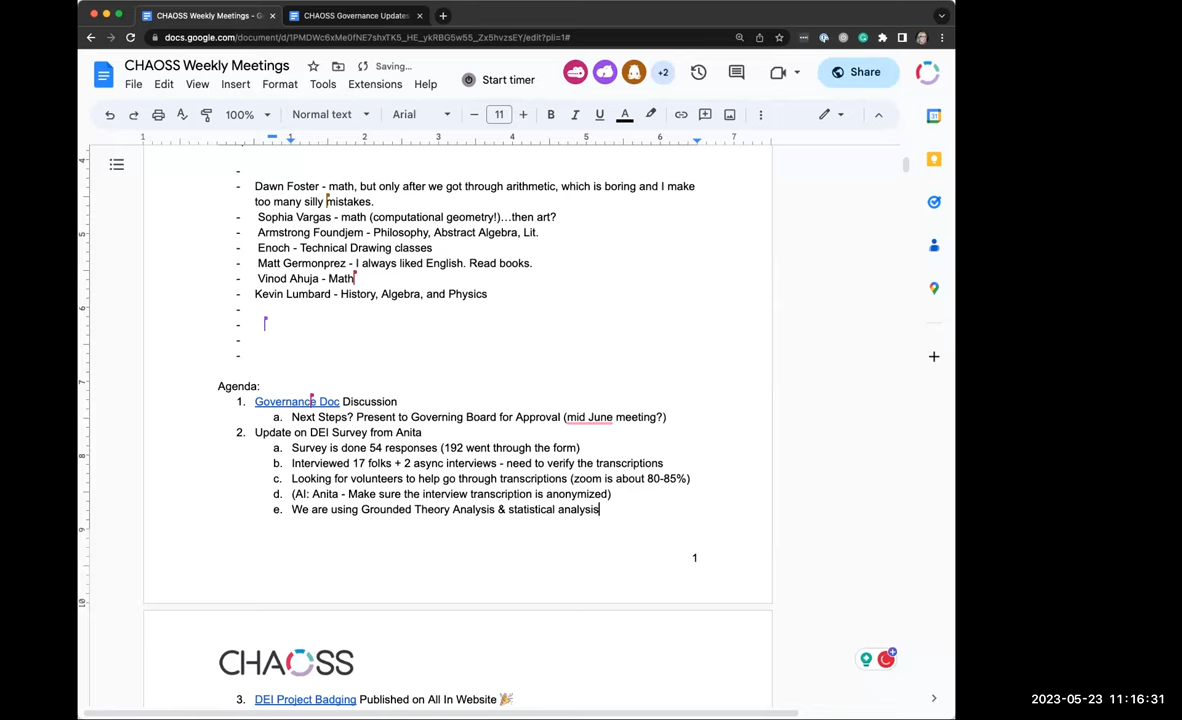 CHAOSS Weekly Meetings - G
CHAOSS Governance Updates
docs.google.com/document/d/1PMDWc6xMe0fNE7shxTK5_HE_ykRBG5w55_Zx5hvzsEY/edit?pli=1#
CHAOSS Weekly Meetings
Saving...
File Edit View Insert Format Tools Extensions Help
Start timer
+2
Share
100% Normal text Arial 11 B I U A
1 1 2 3 4 5 6 7
-
- Dawn Foster - math, but only after we got through arithmetic, which is boring and I make
too many silly mistakes.
- Sophia Vargas - math (computational geometry!)…then art?
- Armstrong Foundjem - Philosophy, Abstract Algebra, Lit.
- Enoch - Technical Drawing classes
- Matt Germonprez - I always liked English. Read books.
- Vinod Ahuja - Math
- Kevin Lumbard - History, Algebra, and Physics
-
-
-
-
Agenda:
1. Governance Doc Discussion
a. Next Steps? Present to Governing Board for Approval (mid June meeting?)
2. Update on DEI Survey from Anita
a. Survey is done 54 responses (192 went through the form)
b. Interviewed 17 folks + 2 async interviews - need to verify the transcriptions
c. Looking for volunteers to help go through transcriptions (zoom is about 80-85%)
d. (AI: Anita - Make sure the interview transcription is anonymized)
e. We are using Grounded Theory Analysis & statistical analysis
1
CHAOSS
3. DEI Project Badging Published on All In Website 🎉
2023-05-23 11:16:31